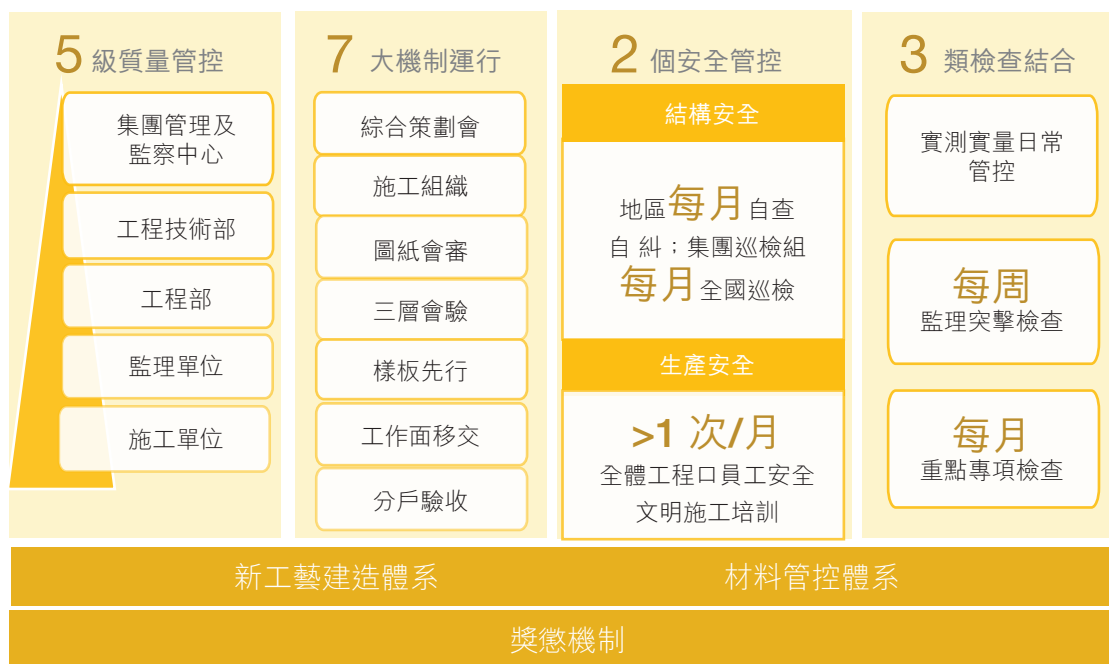 5 級質量管控
集團管理及
監察中心
工程技術部
工程部
監理單位
施工單位
7 大機制運行
綜合策劃會
施工組織
圖紙會審
三層會驗
樣板先行
工作面移交
分戶驗收
2 個安全管控
結構安全
地區每月自查
自糾；集團巡檢組
每月全國巡檢
生產安全
>1 次/月
全體工程口員工安全
文明施工培訓
3 類檢查結合
實測實量日常
管控
每周
監理突擊檢查
每月
重點專項檢查
新工藝建造體系
材料管控體系
獎懲機制